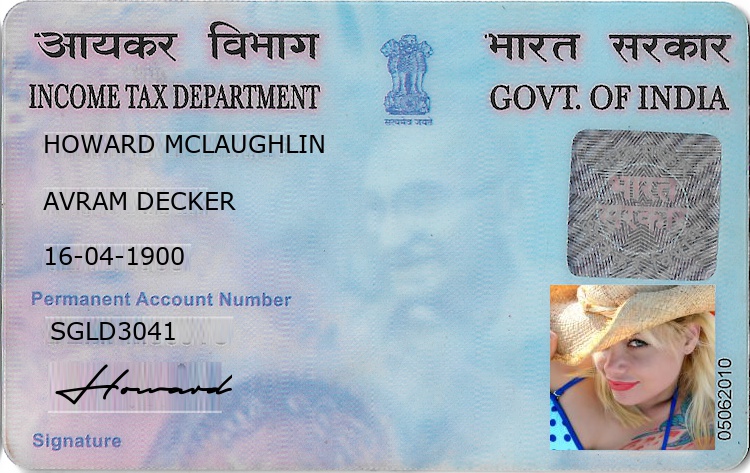 आयकर विभाग
भारत सरकार
INCOME TAX DEPARTMENT
GOVT. OF INDIA
सत्यमेव जयते
HOWARD MCLAUGHLIN
AVRAM DECKER
16-04-1900
भारत
सरकार
Permanent Account Number
SGLD3041
Howard
Signature
05062010